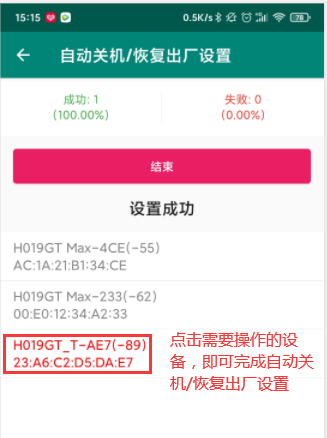 15:15 0.5K/s 78
自动关机/恢复出厂设置
成功: 1 失败: 0
(100.00%) (0.00%)
结束
设置成功
H019GT Max-4CE(-55)
AC:1A:21:B1:34:CE
H019GT Max-233(-62)
00:E0:12:34:A2:33
H019GT_T-AE7(-89)
23:A6:C2:D5:DA:E7
点击需要操作的设
备，即可完成自动关
机/恢复出厂设置